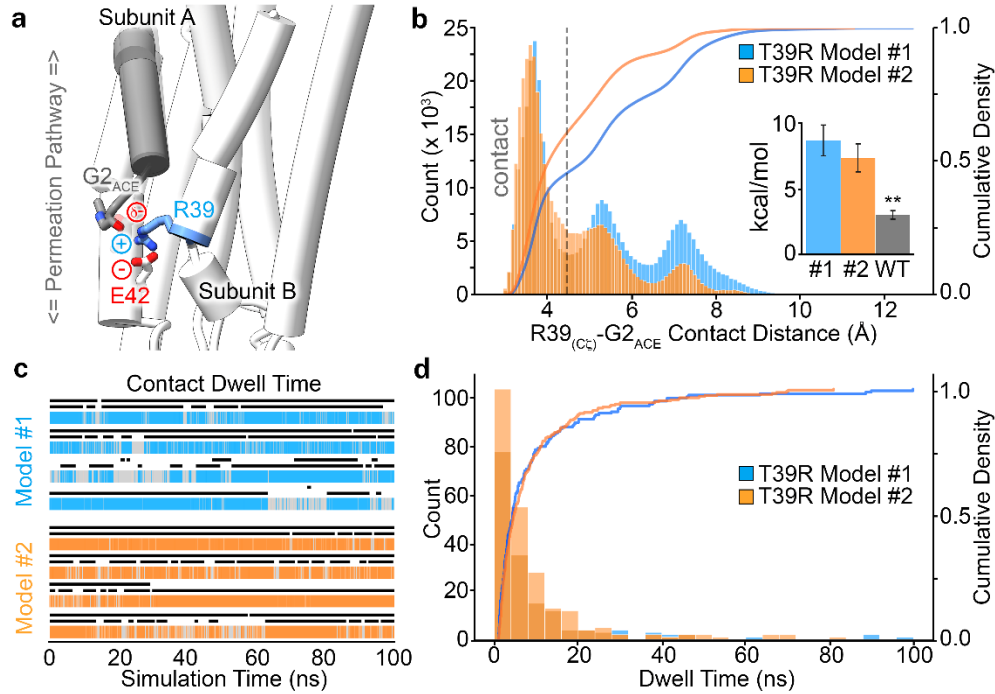 a
Subunit A
<= Permeation Pathway =>
G2ACE
δ-
R39
+
-
E42
Subunit B
b
25
20
15
10
5
0
Count (x 10³)
contact
T39R Model #1
T39R Model #2
10
5
0
kcal/mol
**
#1 #2 WT
1.0
0.5
0.0
Cumulative Density
4 6 8 10 12
R39(Cζ)-G2ACE Contact Distance (Å)
c
Contact Dwell Time
Model #1
Model #2
0 20 40 60 80 100
Simulation Time (ns)
d
100
80
60
40
20
0
Count
T39R Model #1
T39R Model #2
1.0
0.5
0.0
Cumulative Density
0 20 40 60 80 100
Dwell Time (ns)